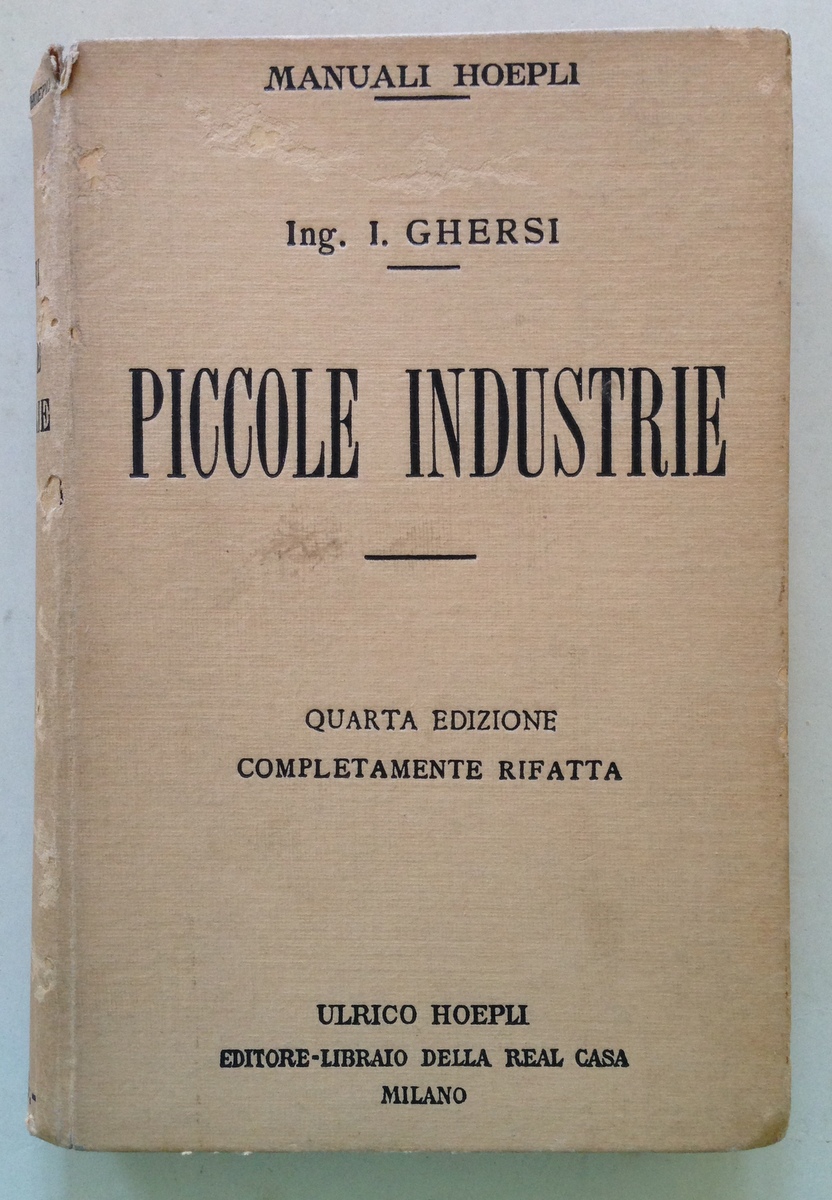 MANUALI HOEPLI
Ing. I. GHERSI
PICCOLE INDUSTRIE
QUARTA EDIZIONE
COMPLETAMENTE RIFATTA
ULRICO HOEPLI
EDITORE-LIBRAIO DELLA REAL CASA
MILANO